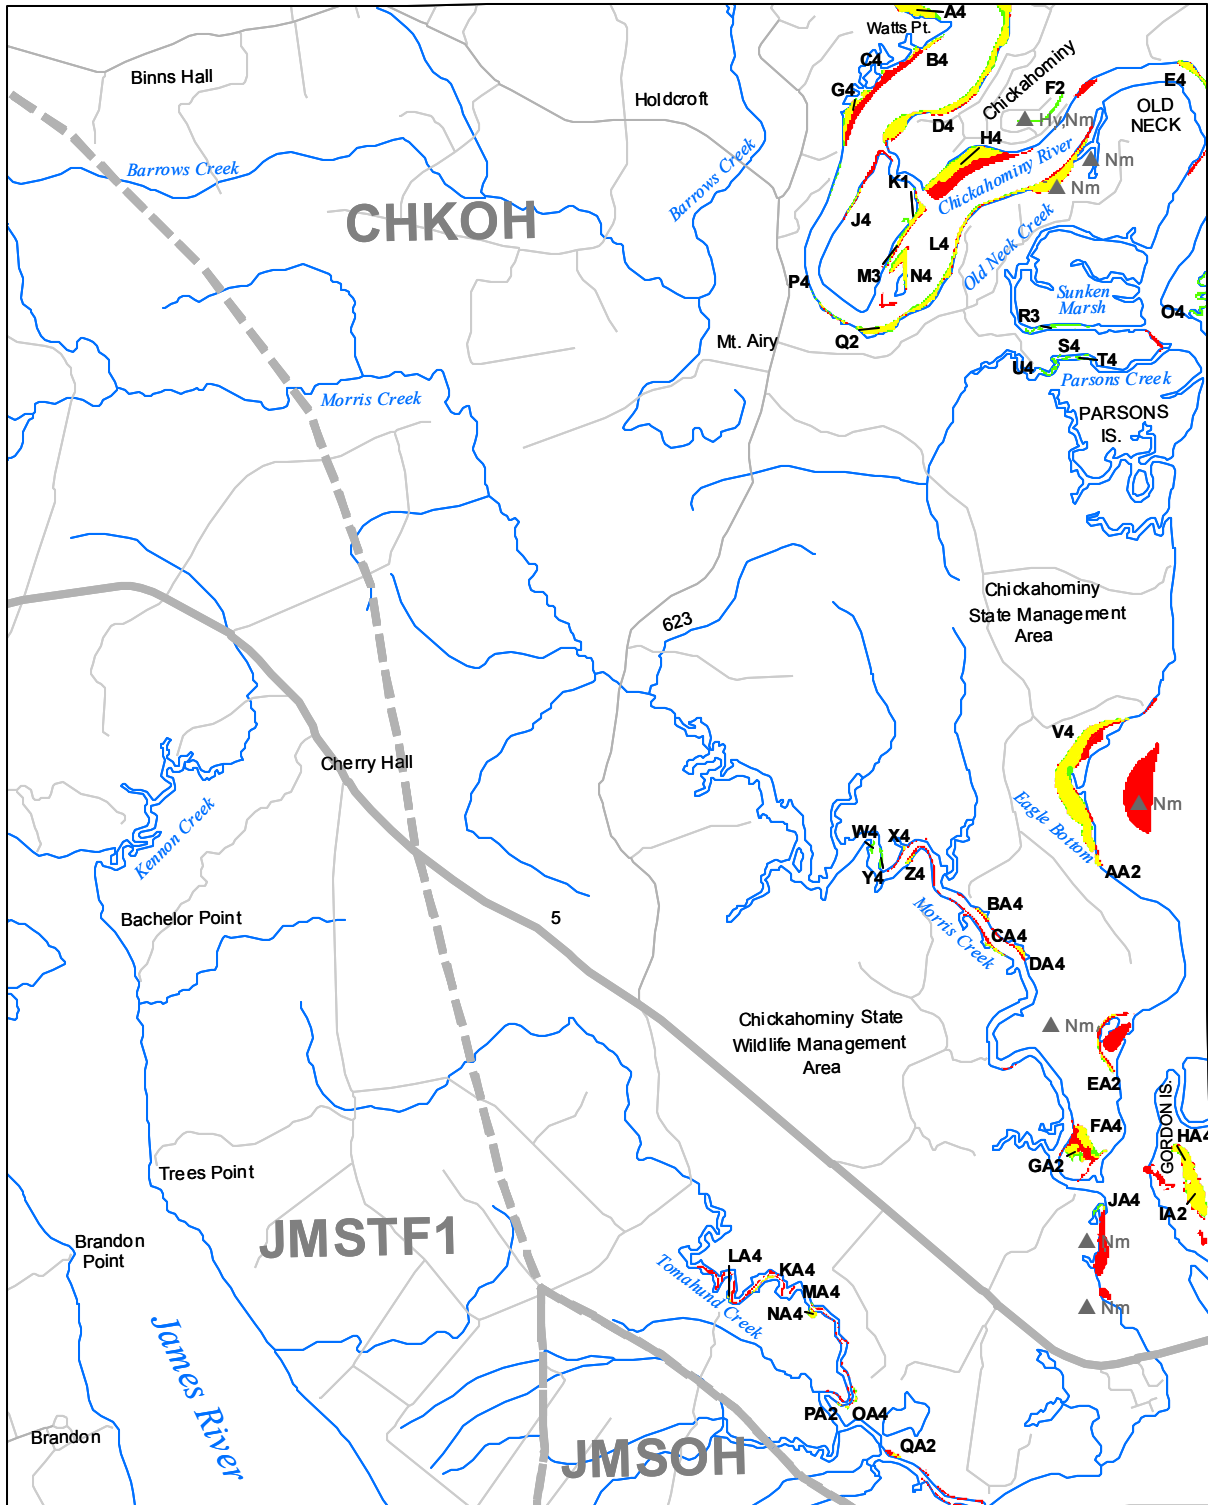 A4
Watts Pt.
C4
B4
Binns Hall
Chickahominy
E4
G4
F2
Holdcroft
OLD
NECK
D4
Hv,Nm
H4
Barrows Creek
Barrows Creek
Chickahominy River
Nm
K1
Nm
CHKOH
J4
L4
Old Neck Creek
M3
N4
P4
Sunken
Marsh
O4
R3
Q2
Mt. Airy
S4
T4
U4
Parsons Creek
Morris Creek
PARSONS
IS.
Chickahominy
State Management
Area
623
V4
Cherry Hall
Eagle Bottom
Nm
Kennon Creek
W4
X4
Y4
Z4
AA2
Bachelor Point
5
BA4
Morris Creek
CA4
DA4
Chickahominy State
Wildlife Management
Area
Nm
EA2
GORDON IS.
FA4
HA4
GA2
Trees Point
JA4
IA2
JMSTF1
Brandon
Point
Nm
LA4
KA4
Tomahund Creek
MA4
NA4
Nm
James River
PA2
OA4
Brandon
QA2
JMSOH